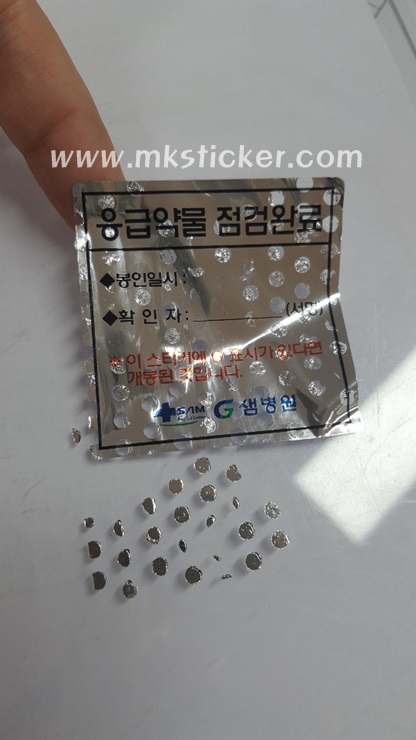 www.mksticker.com
응급약물 점검완료
◆봉인일시 :
◆확 인 자 : __________(서명)
※ 이 스티커에 G 표시가 있다면
개봉된 것입니다.
SAM G 샘병원